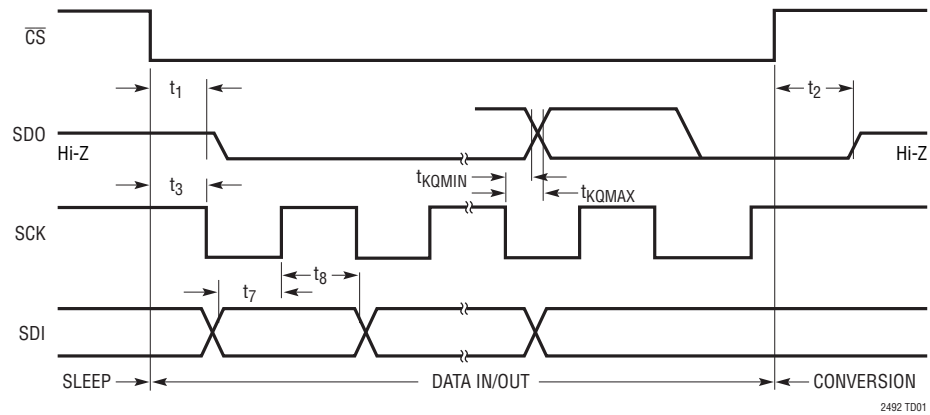 CS
t1
t2
SDO
Hi-Z
Hi-Z
t3
tKQMIN
tKQMAX
SCK
t7
t8
SDI
SLEEP
DATA IN/OUT
CONVERSION
2492 TD01